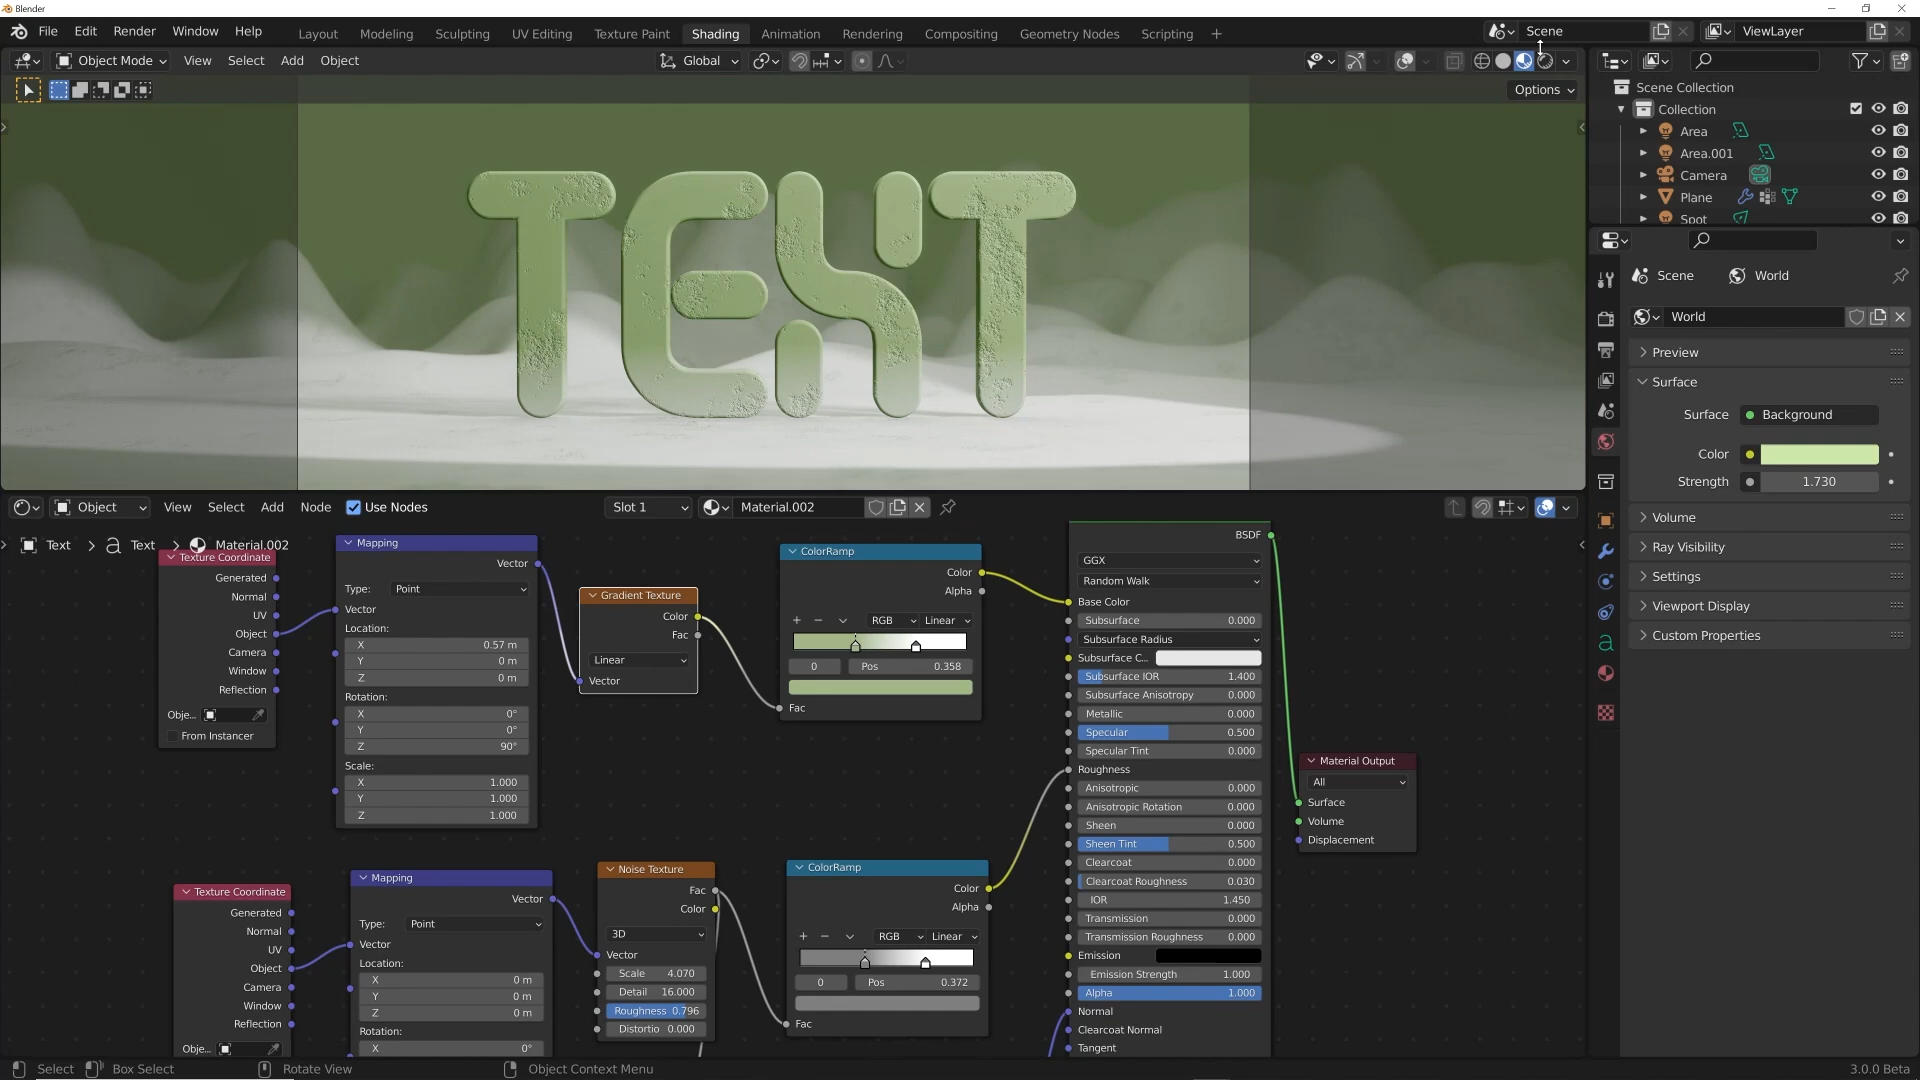 Blender
File Edit Render Window Help
Layout Modeling Sculpting UV Editing Texture Paint Shading Animation Rendering Compositing Geometry Nodes Scripting +
Scene
ViewLayer
Object Mode View Select Add Object
Global
Options
TEXT
Scene Collection
Collection
Area
Area.001
Camera
Plane
Spot
Scene World
World
Preview
Surface
Surface Background
Color
Strength 1.730
Volume
Ray Visibility
Settings
Viewport Display
Custom Properties
Object View Select Add Node Use Nodes
Slot 1 Material.002
Text > Text > Material.002
Texture Coordinate
Generated
Normal
UV
Object
Camera
Window
Reflection
Obje...
From Instancer
Mapping
Vector
Type: Point
Vector
Location:
X 0.57 m
Y 0 m
Z 0 m
Rotation:
X 0°
Y 0°
Z 90°
Scale:
X 1.000
Y 1.000
Z 1.000
Gradient Texture
Color
Fac
Linear
Vector
ColorRamp
Color
Alpha
+ − RGB Linear
0 Pos 0.358
Fac
BSDF
GGX
Random Walk
Base Color
Subsurface 0.000
Subsurface Radius
Subsurface C...
Subsurface IOR 1.400
Subsurface Anisotropy 0.000
Metallic 0.000
Specular 0.500
Specular Tint 0.000
Roughness
Anisotropic 0.000
Anisotropic Rotation 0.000
Sheen 0.000
Sheen Tint 0.500
Clearcoat 0.000
Clearcoat Roughness 0.030
IOR 1.450
Transmission 0.000
Transmission Roughness 0.000
Emission
Emission Strength 1.000
Alpha 1.000
Normal
Clearcoat Normal
Tangent
Material Output
All
Surface
Volume
Displacement
Texture Coordinate
Generated
Normal
UV
Object
Camera
Window
Reflection
Obje...
Mapping
Vector
Type: Point
Vector
Location:
X 0 m
Y 0 m
Z 0 m
Rotation:
X 0°
Noise Texture
Fac
Color
3D
Vector
Scale 4.070
Detail 16.000
Roughness 0.796
Distortio 0.000
ColorRamp
Color
Alpha
+ − RGB Linear
0 Pos 0.372
Fac
Select Box Select Rotate View Object Context Menu
3.0.0 Beta